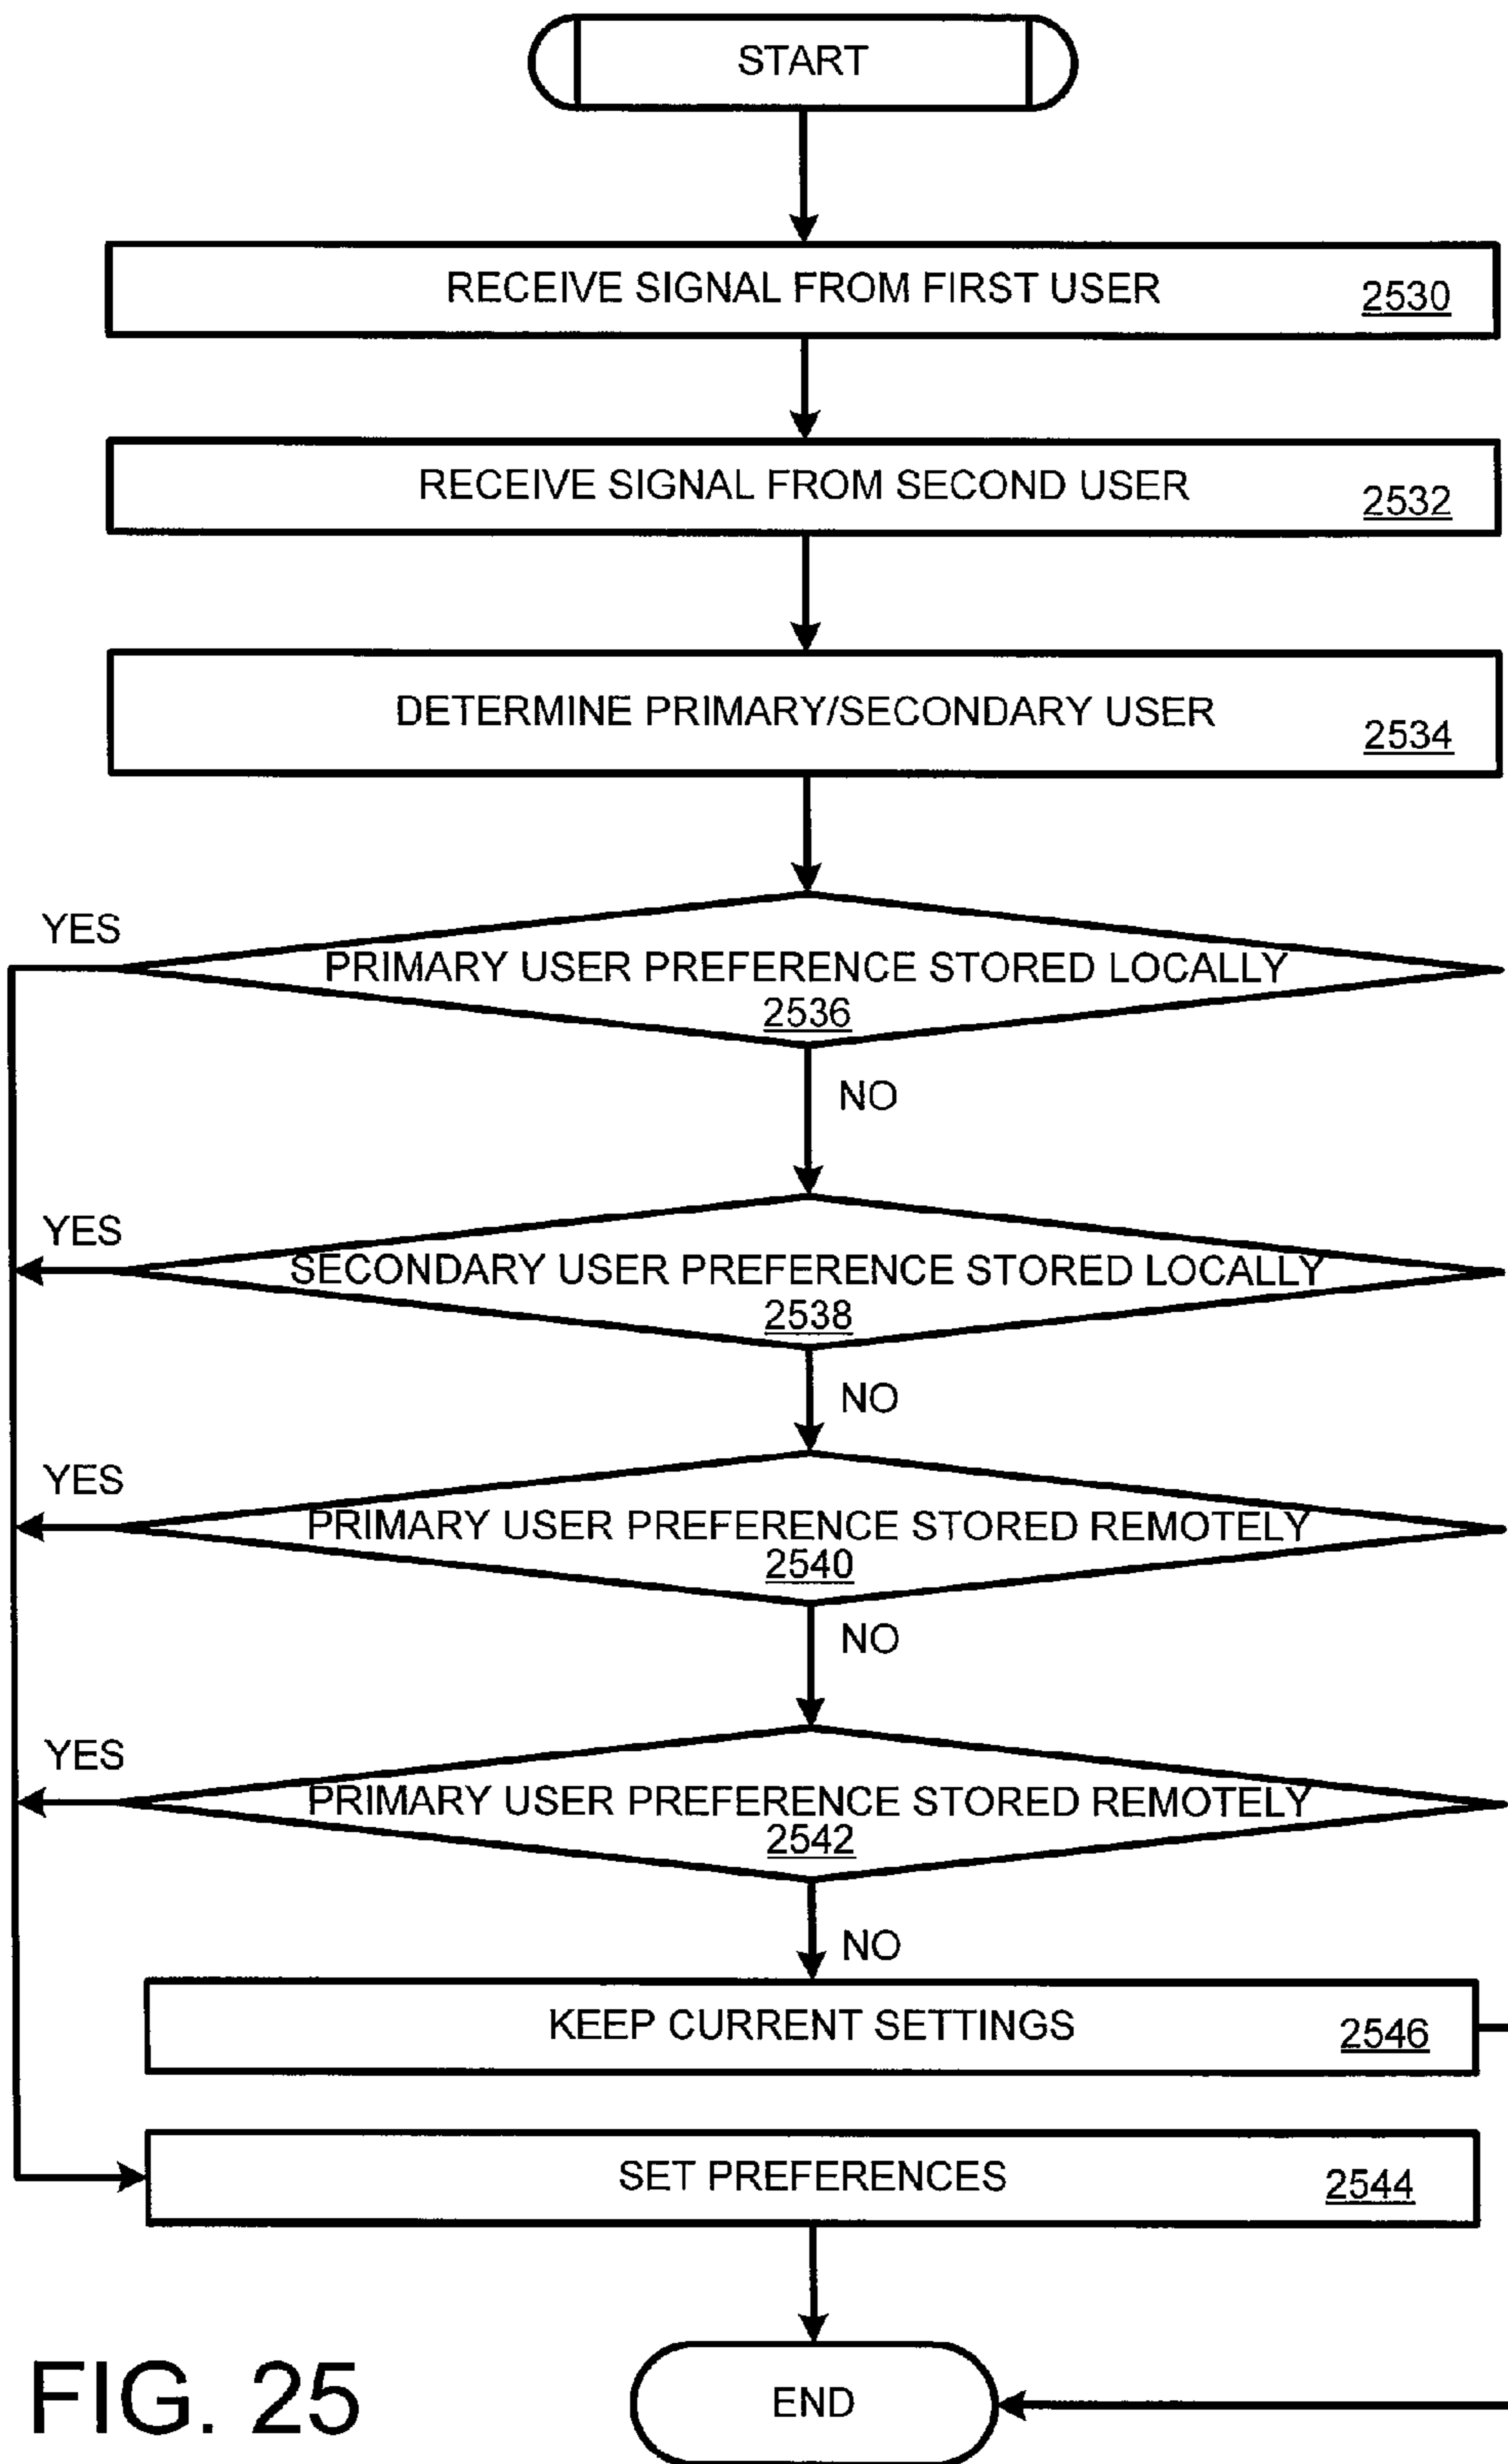 START
RECEIVE SIGNAL FROM FIRST USER 2530
RECEIVE SIGNAL FROM SECOND USER 2532
DETERMINE PRIMARY/SECONDARY USER 2534
YES
PRIMARY USER PREFERENCE STORED LOCALLY
2536
NO
YES
SECONDARY USER PREFERENCE STORED LOCALLY
2538
NO
YES
PRIMARY USER PREFERENCE STORED REMOTELY
2540
NO
YES
PRIMARY USER PREFERENCE STORED REMOTELY
2542
NO
KEEP CURRENT SETTINGS 2546
SET PREFERENCES 2544
END
FIG. 25